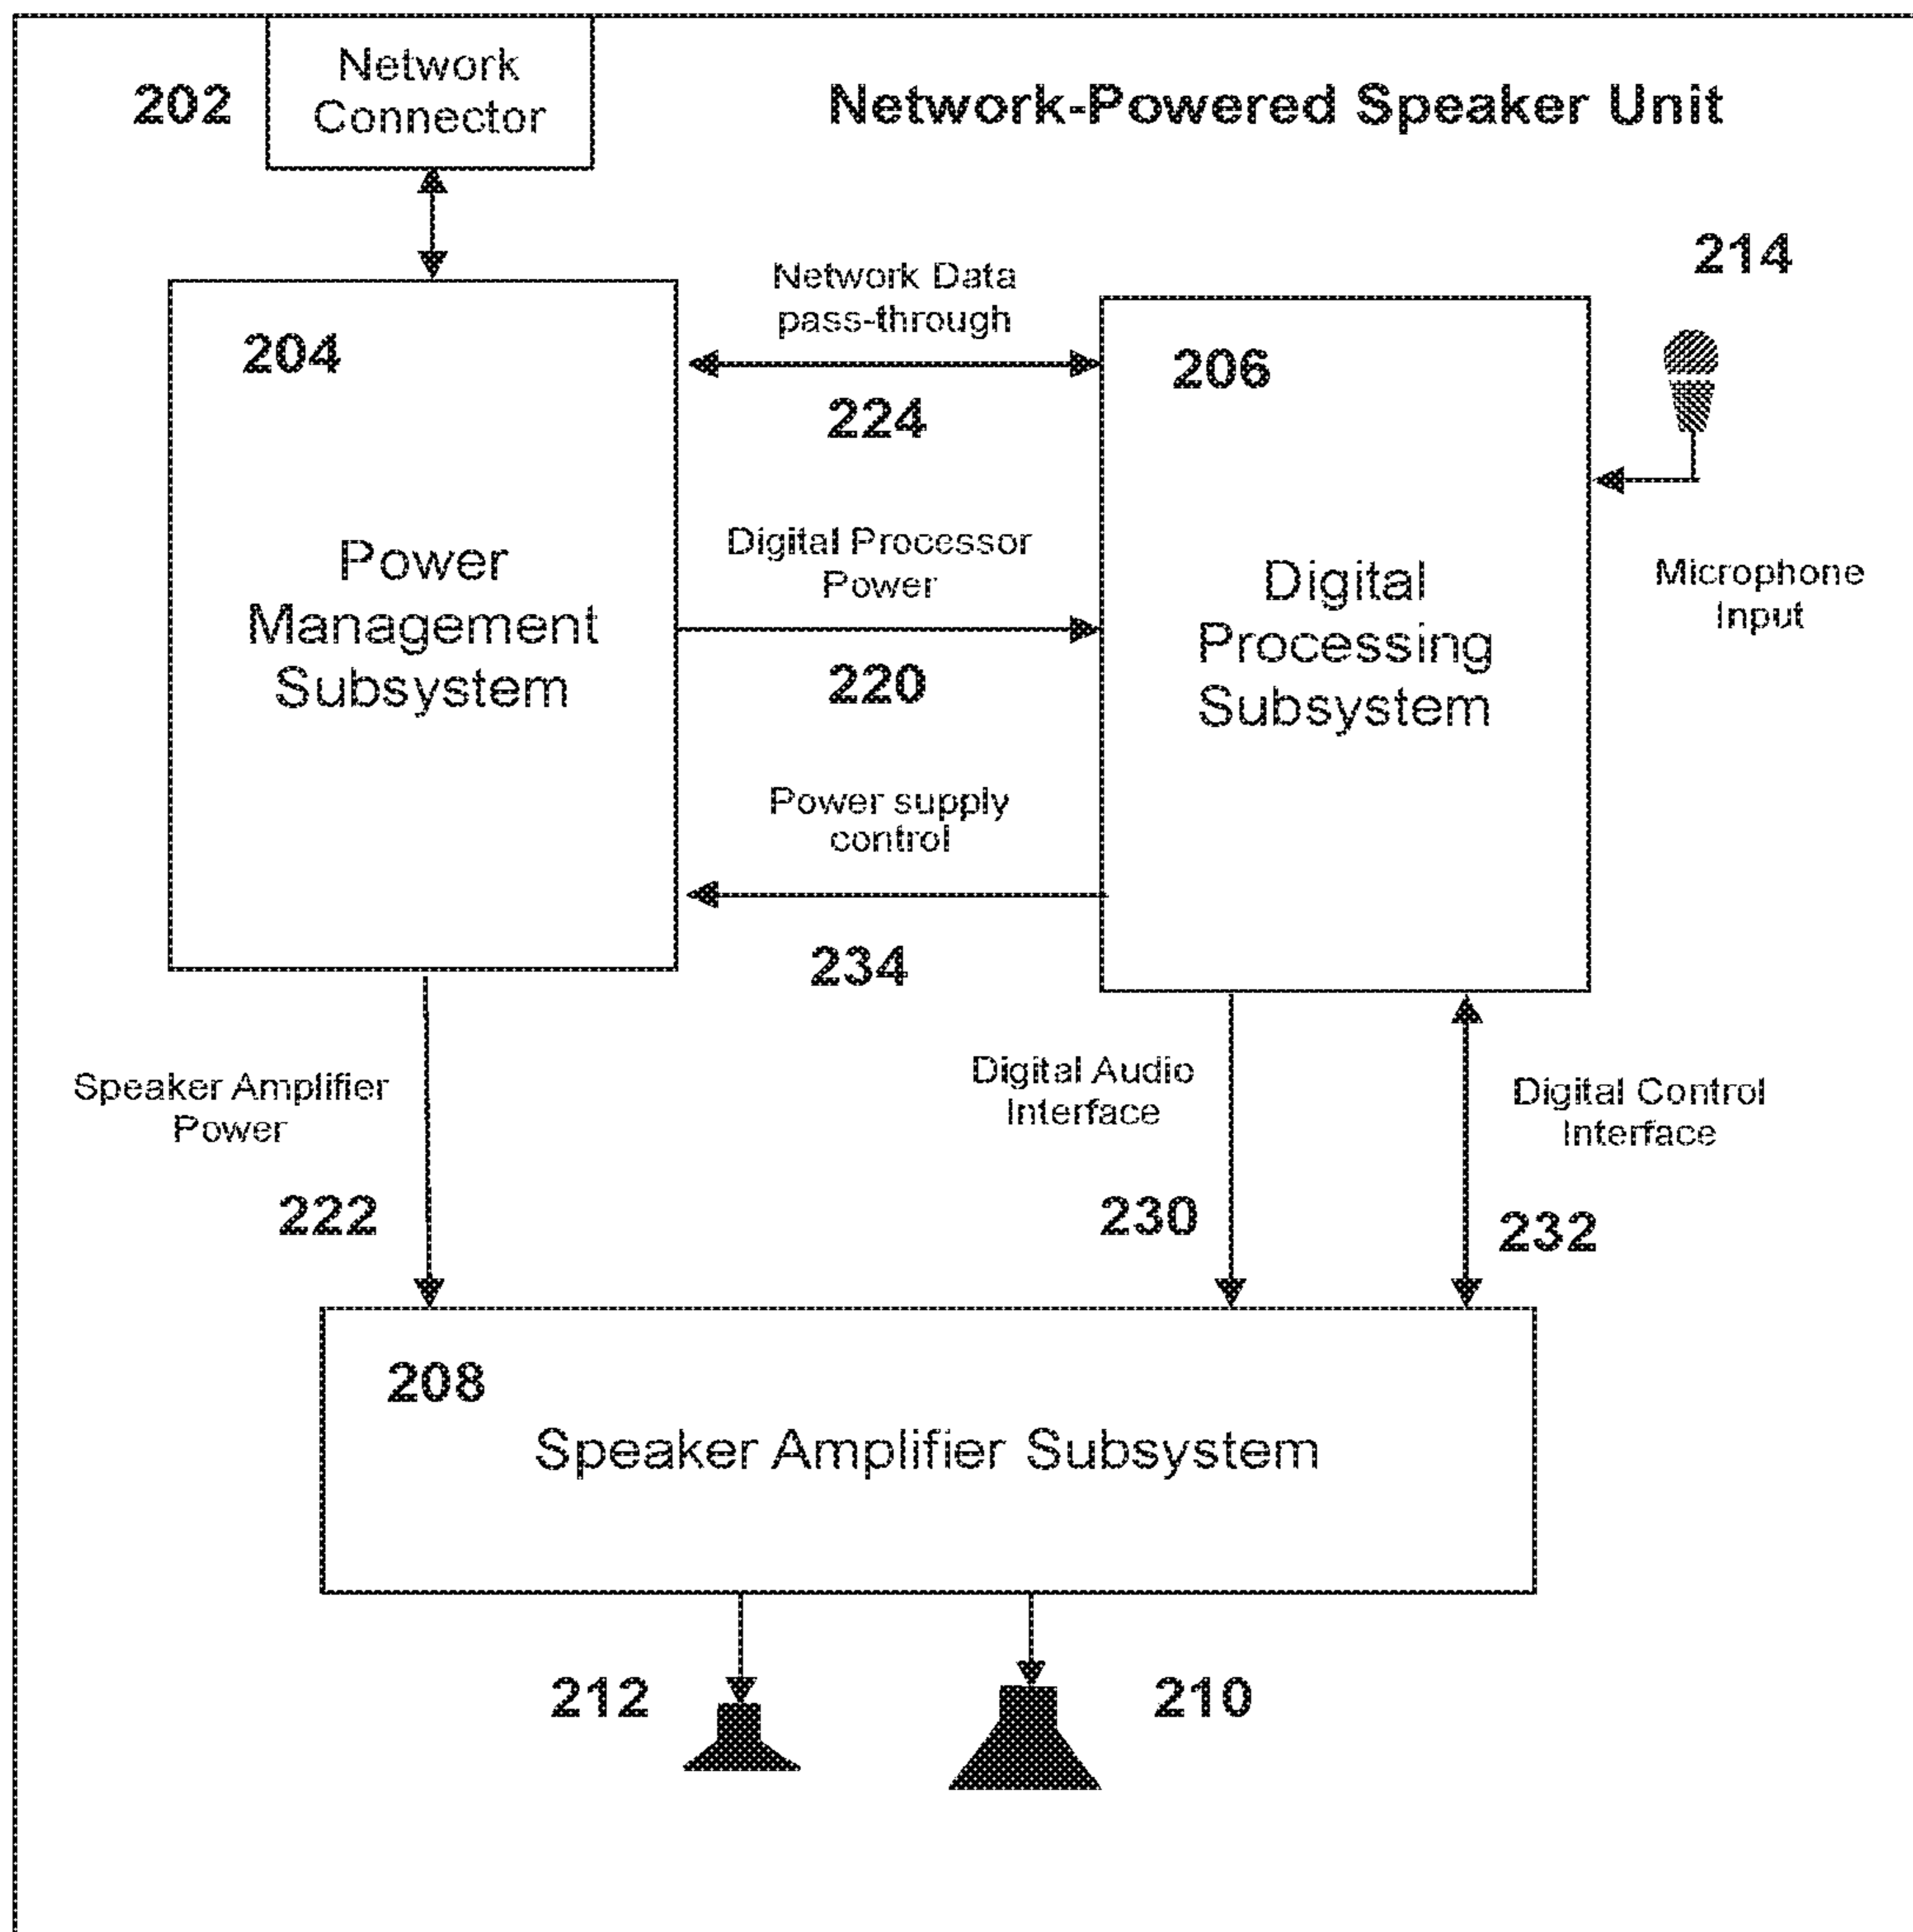 Network
Connector
202
Network-Powered Speaker Unit
214
Network Data
pass-through
224
204
206
Power
Management
Subsystem
Digital Processor
Power
220
Digital
Processing
Subsystem
Microphone
Input
Power supply
control
234
Speaker Amplifier
Power
222
Digital Audio
Interface
230
Digital Control
Interface
232
208
Speaker Amplifier Subsystem
212
210